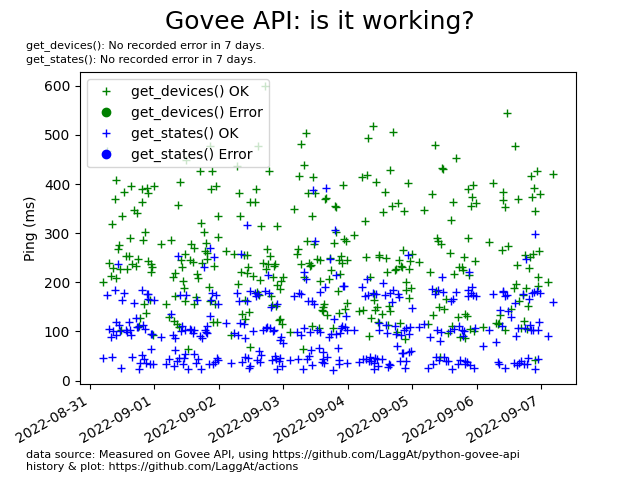 Govee API: is it working?
get_devices(): No recorded error in 7 days.
get_states(): No recorded error in 7 days.
get_devices() OK
get_devices() Error
get_states() OK
get_states() Error
Ping (ms)
600
500
400
300
200
100
0
2022-08-31
2022-09-01
2022-09-02
2022-09-03
2022-09-04
2022-09-05
2022-09-06
2022-09-07
data source: Measured on Govee API, using https://github.com/LaggAt/python-govee-api
history & plot: https://github.com/LaggAt/actions